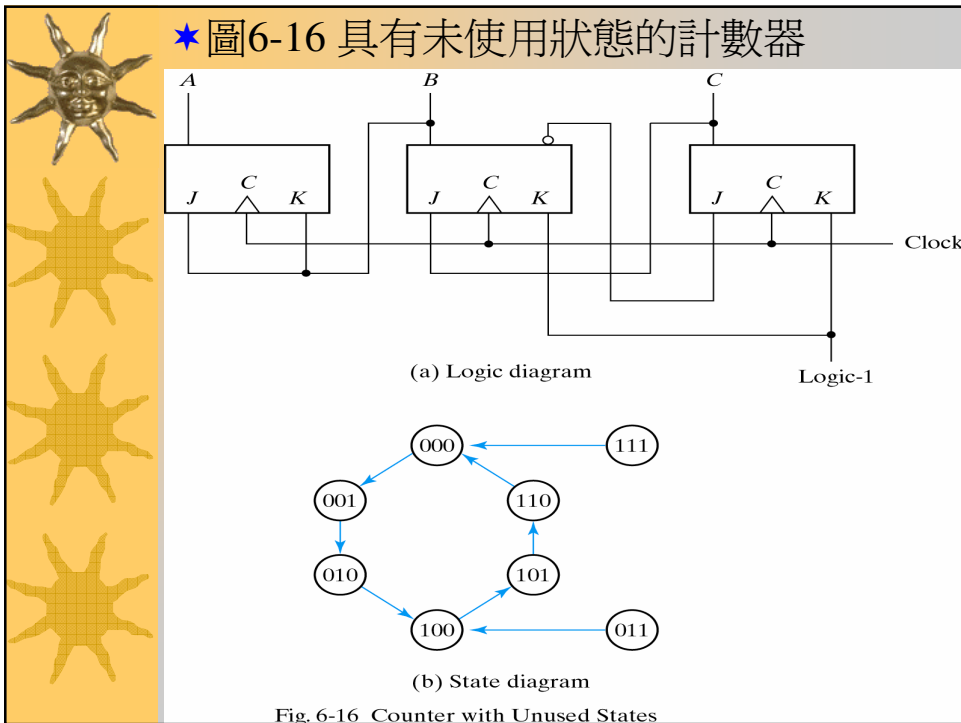 ★圖6-16 具有未使用狀態的計數器
A B C
J C K J C K J C K
Clock
(a) Logic diagram
Logic-1
000 111
001 110
010 101
100 011
(b) State diagram
Fig. 6-16 Counter with Unused States